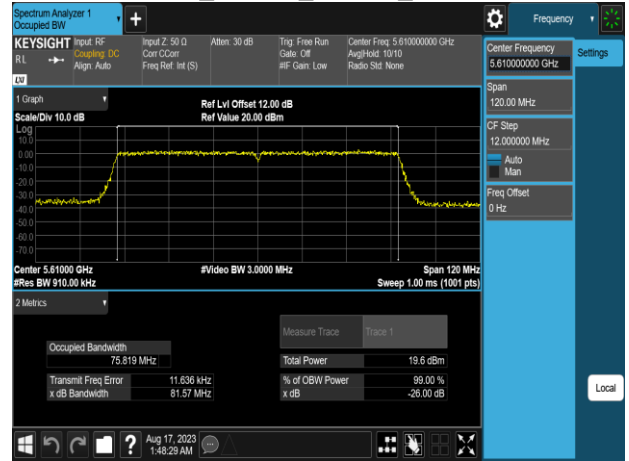 Spectrum Analyzer 1
Occupied BW
Frequency
KEYSIGHT
RL
LXI
Input: RF
Coupling: DC
Align: Auto
Input Z: 50 Ω
Corr CCorr
Freq Ref: Int (S)
Atten: 30 dB
Trig: Free Run
Gate: Off
#IF Gain: Low
Center Freq: 5.610000000 GHz
Avg|Hold: 10/10
Radio Std: None
Center Frequency
5.610000000 GHz
Settings
Span
120.00 MHz
CF Step
12.000000 MHz
Auto
Man
Freq Offset
0 Hz
Local
1 Graph
Scale/Div 10.0 dB
Ref Lvl Offset 12.00 dB
Ref Value 20.00 dBm
Log
10.0
0.00
-10.0
-20.0
-30.0
-40.0
-50.0
-60.0
-70.0
Center 5.61000 GHz
#Res BW 910.00 kHz
#Video BW 3.0000 MHz
Span 120 MHz
Sweep 1.00 ms (1001 pts)
2 Metrics
Measure Trace Trace 1
Occupied Bandwidth
75.819 MHz
Total Power 19.6 dBm
Transmit Freq Error 11.636 kHz
% of OBW Power 99.00 %
x dB Bandwidth 81.57 MHz
x dB -26.00 dB
?
Aug 17, 2023
1:48:29 AM